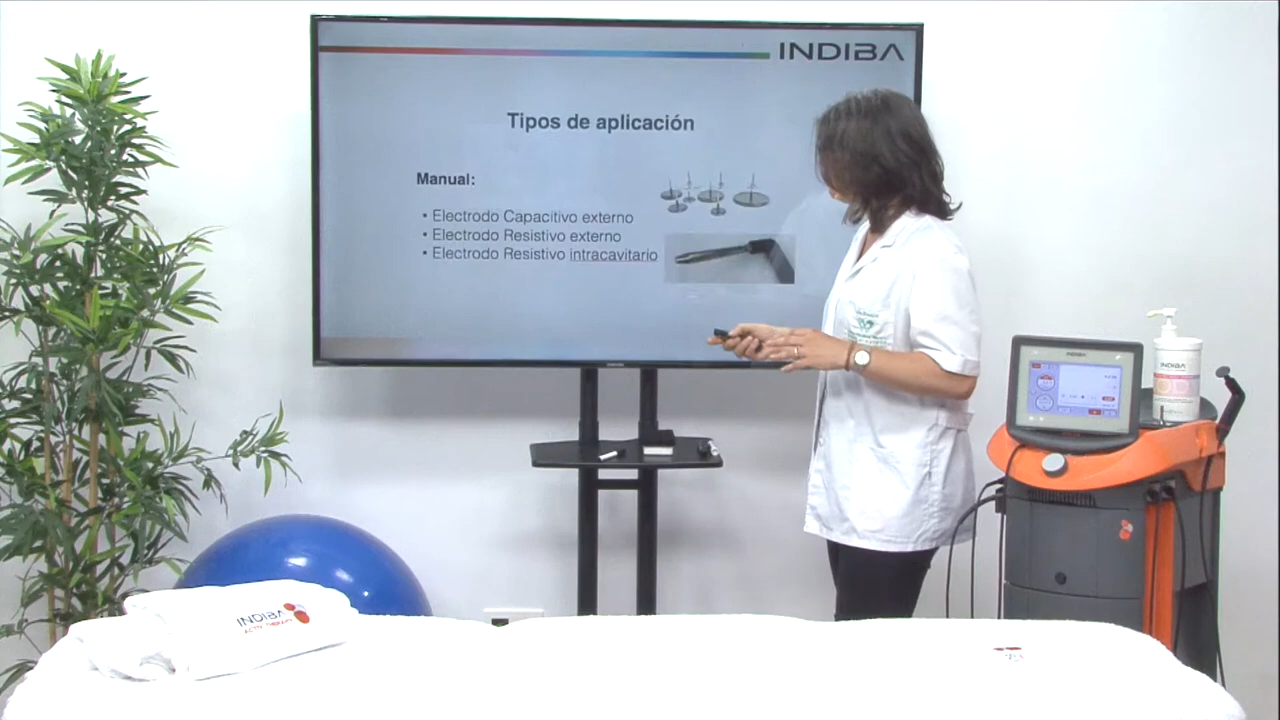 INDIBA
Tipos de aplicación
Manual:
• Electrodo Capacitivo externo
• Electrodo Resistivo externo
• Electrodo Resistivo intracavitario
INDIBA
INDIBA
INDIBA
ACTIV THERAPY